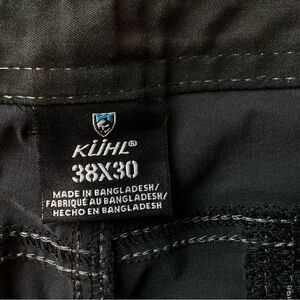 KÜHL®
38X30
MADE IN BANGLADESH/
FABRIQUÉ AU BANGLADESH/
HECHO EN BANGLADESH